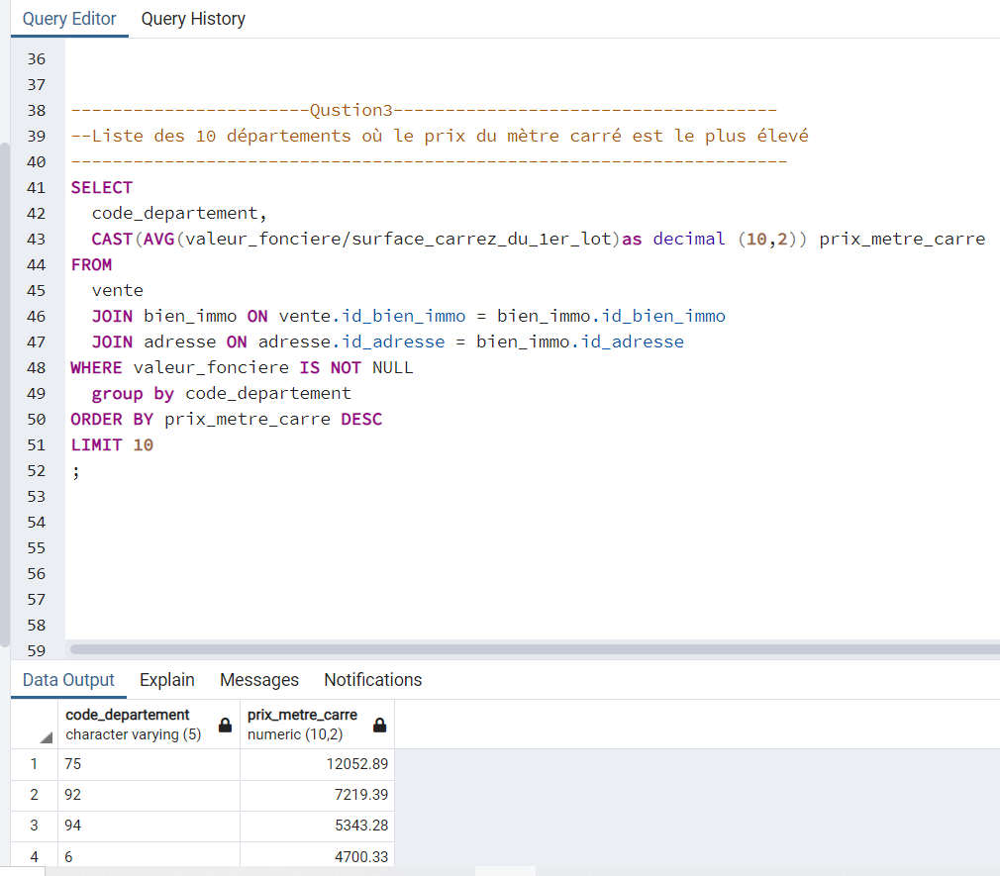 Query Editor Query History
36
37
38 -----------------------Qustion3-------------------------------------
39 --Liste des 10 départements où le prix du mètre carré est le plus élevé
40 ---------------------------------------------------------------------
41 SELECT
42 code_departement,
43 CAST(AVG(valeur_fonciere/surface_carrez_du_1er_lot)as decimal (10,2)) prix_metre_carre
44 FROM
45 vente
46 JOIN bien_immo ON vente.id_bien_immo = bien_immo.id_bien_immo
47 JOIN adresse ON adresse.id_adresse = bien_immo.id_adresse
48 WHERE valeur_fonciere IS NOT NULL
49 group by code_departement
50 ORDER BY prix_metre_carre DESC
51 LIMIT 10
52 ;
53
54
55
56
57
58
59
Data Output Explain Messages Notifications
code_departement prix_metre_carre
character varying (5) numeric (10,2)
1 75 12052.89
2 92 7219.39
3 94 5343.28
4 6 4700.33